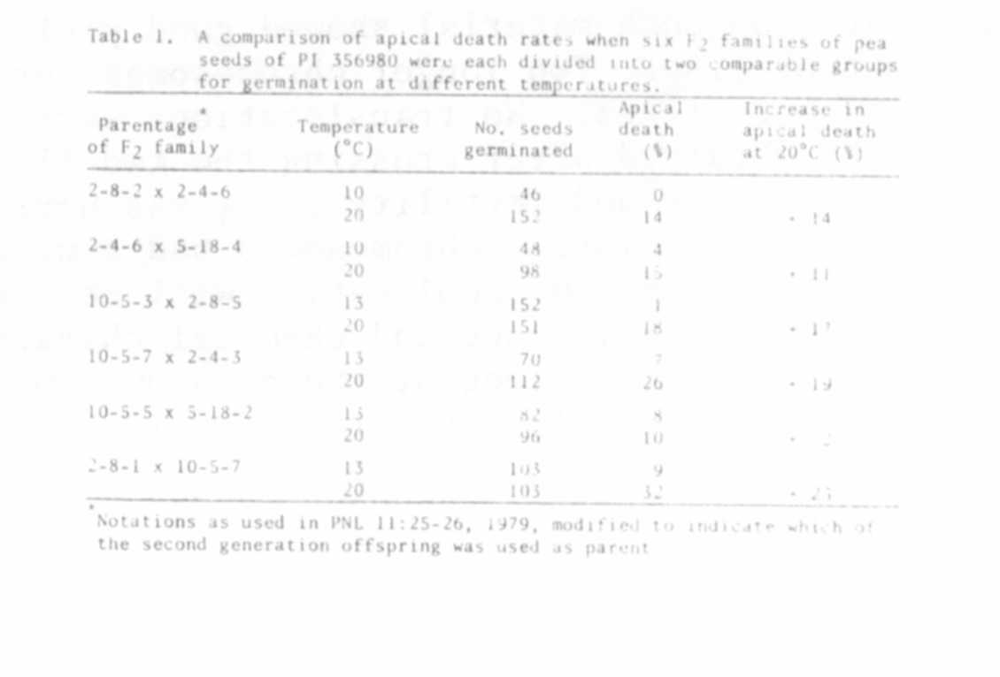 Table 1. A comparison of apical death rates when six F2 families of pea
seeds of PI 356980 were each divided into two comparable groups
for germination at different temperatures.
Parentage* of F2 family Temperature (°C) No. seeds germinated Apical death (%) Increase in apical death at 20°C (%)
2-8-2 x 2-4-6 10 46 0
20 152 14 + 14
2-4-6 x 5-18-4 10 48 4
20 98 15 + 11
10-5-3 x 2-8-5 13 152 1
20 151 18 + 17
10-5-7 x 2-4-3 13 70 7
20 112 26 + 19
10-5-5 x 5-18-2 13 82 8
20 96 10 + 2
2-8-1 x 10-5-7 13 103 9
20 103 32 + 23
*Notations as used in PNL 11:25-26, 1979, modified to indicate which of
the second generation offspring was used as parent